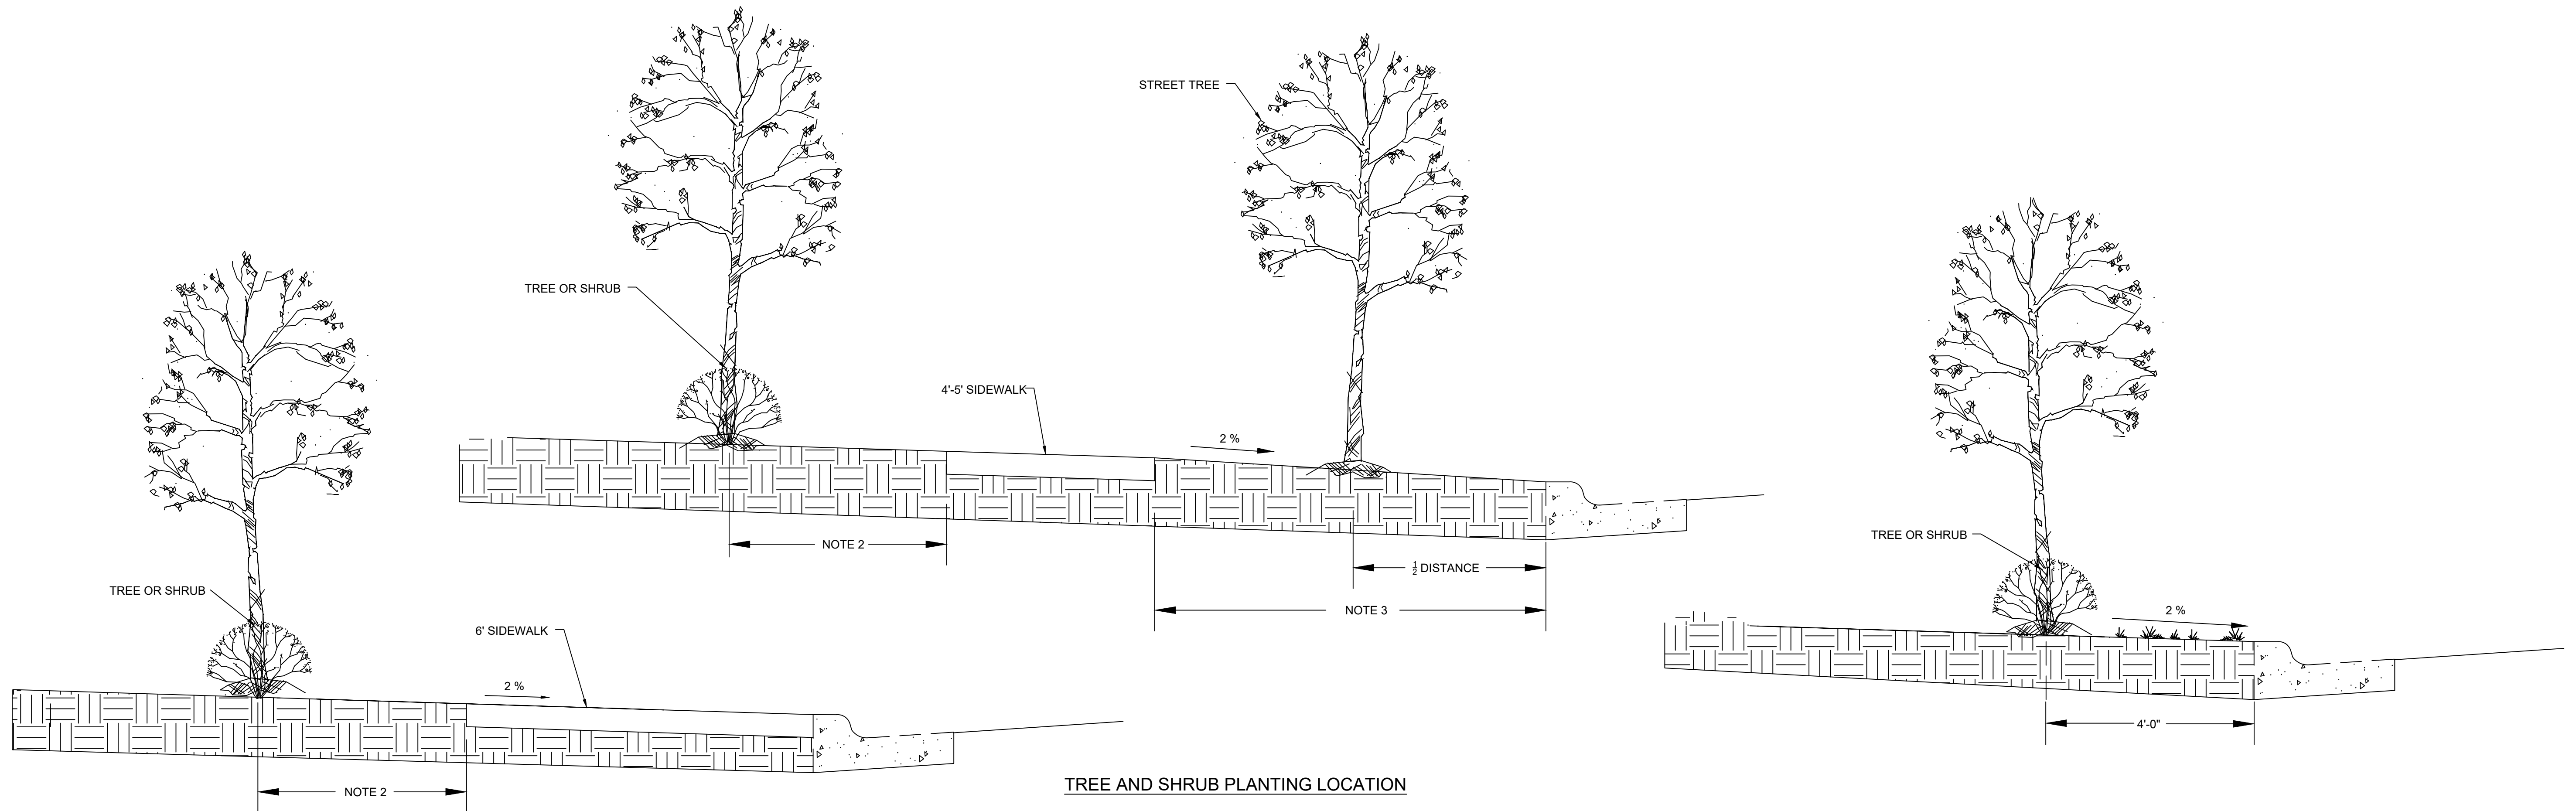 STREET TREE
TREE OR SHRUB
4'-5' SIDEWALK
2 %
NOTE 2
½ DISTANCE
NOTE 3
TREE OR SHRUB
6' SIDEWALK
2 %
NOTE 2
TREE OR SHRUB
2 %
4'-0"
TREE AND SHRUB PLANTING LOCATION